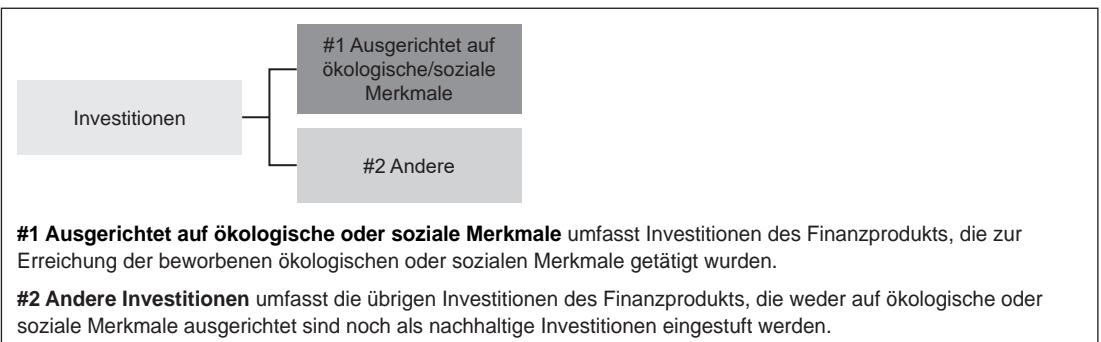 #1 Ausgerichtet auf
ökologische/soziale
Merkmale
Investitionen
#2 Andere
#1 Ausgerichtet auf ökologische oder soziale Merkmale umfasst Investitionen des Finanzprodukts, die zur
Erreichung der beworbenen ökologischen oder sozialen Merkmale getätigt wurden.
#2 Andere Investitionen umfasst die übrigen Investitionen des Finanzprodukts, die weder auf ökologische oder
soziale Merkmale ausgerichtet sind noch als nachhaltige Investitionen eingestuft werden.